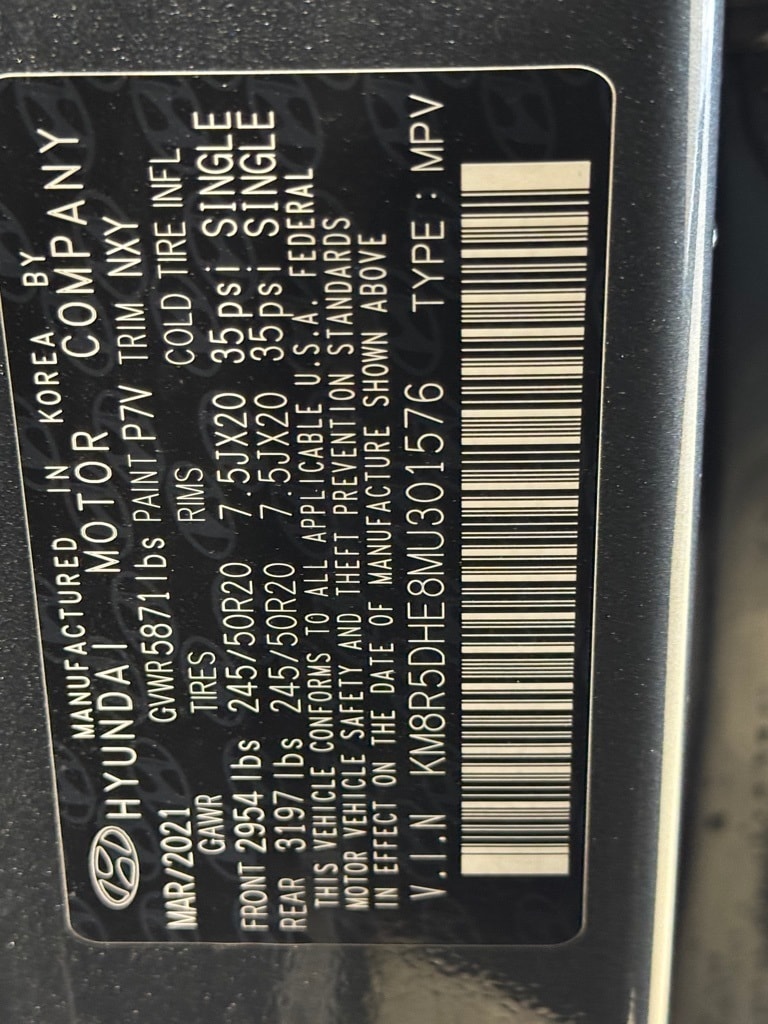 MANUFACTURED IN KOREA BY
HYUNDAI MOTOR COMPANY
MAR/2021 GVWR5871lbs PAINT P7V TRIM NXY
GAWR TIRES RIMS COLD TIRE INFL
FRONT 2954 lbs 245/50R20 7.5JX20 35psi SINGLE
REAR 3197 lbs 245/50R20 7.5JX20 35psi SINGLE
THIS VEHICLE CONFORMS TO ALL APPLICABLE U.S.A. FEDERAL
MOTOR VEHICLE SAFETY AND THEFT PREVENTION STANDARDS
IN EFFECT ON THE DATE OF MANUFACTURE SHOWN ABOVE
V.I.N KM8R5DHE8MU301576 TYPE : MPV